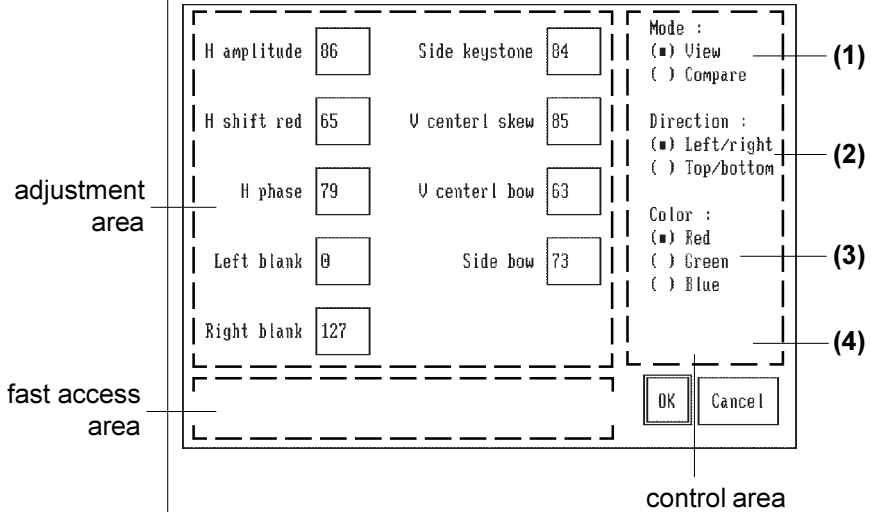 H amplitude 86 Side keystone 84
H shift red 65 V center1 skew 85
H phase 79 V center1 bow 63
Left blank 0 Side bow 73
Right blank 127
Mode :
(■) View
( ) Compare
Direction :
(■) Left/right
( ) Top/bottom
Color :
(■) Red
( ) Green
( ) Blue
OK Cancel
(1)
(2)
(3)
(4)
adjustment
area
fast access
area
control area